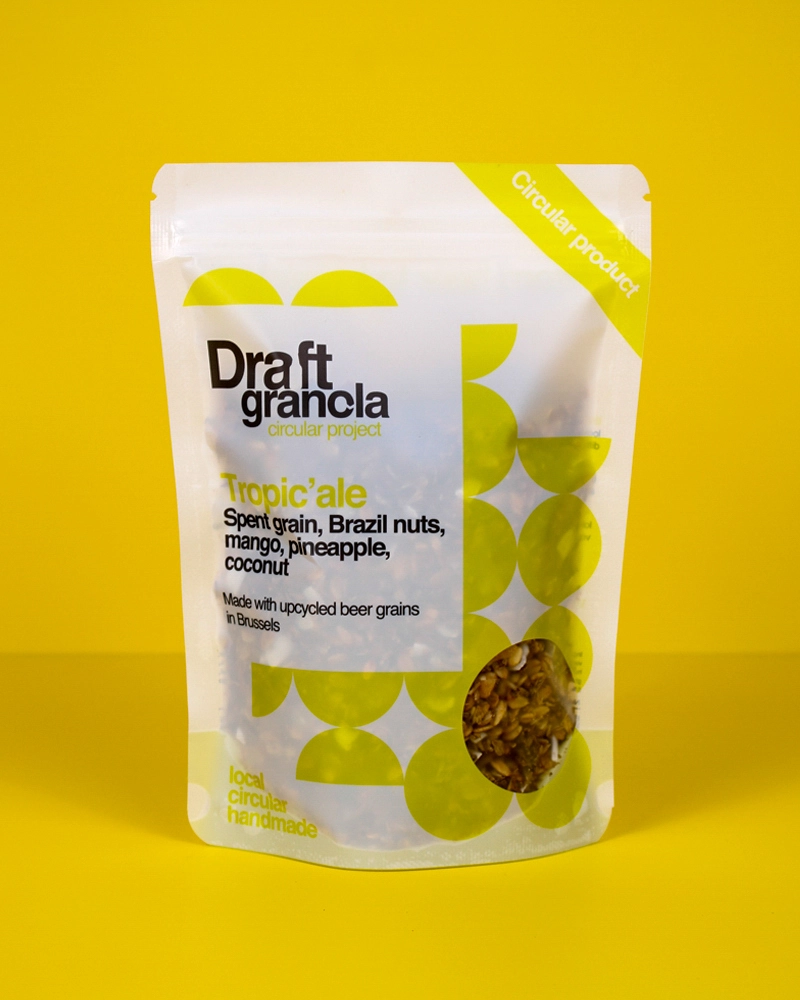 Circular product
Draft
granola
circular project
Tropic'ale
Spent grain, Brazil nuts,
mango, pineapple,
coconut
Made with upcycled beer grains
in Brussels
local
circular
handmade